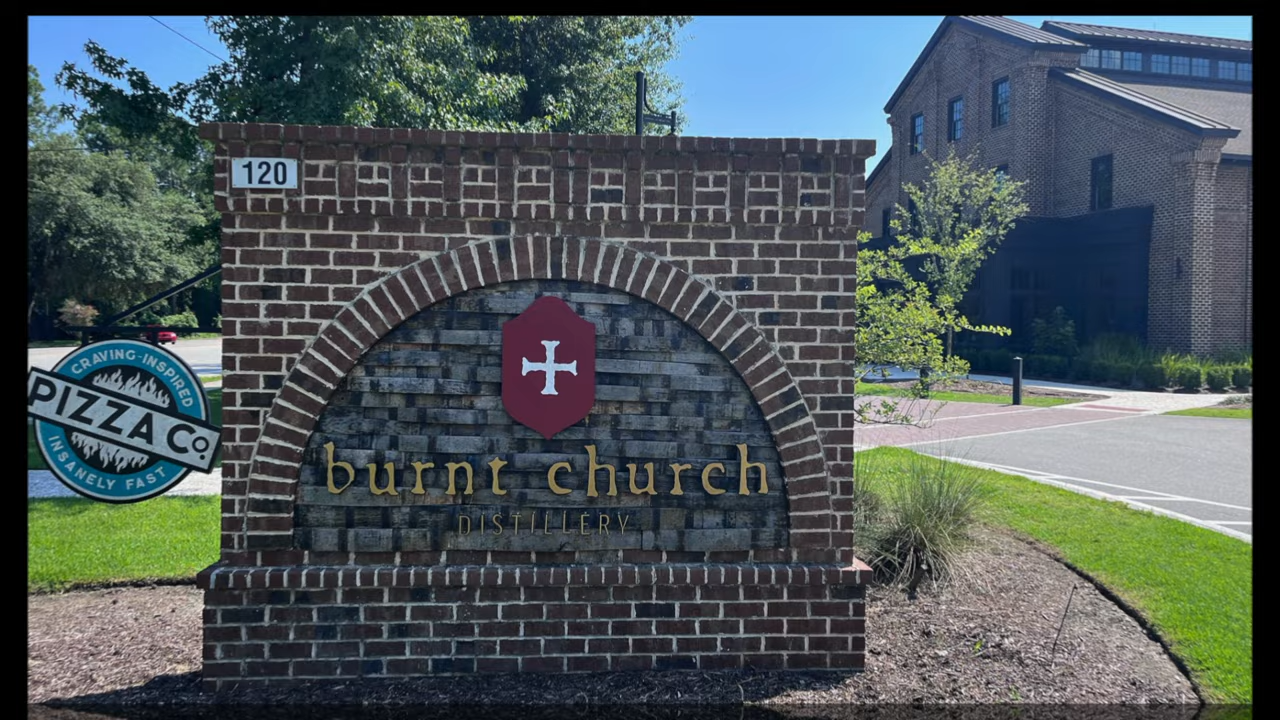 120
burnt church
DISTILLERY
CRAVING-INSPIRED
PIZZA CO.
INSANELY FAST